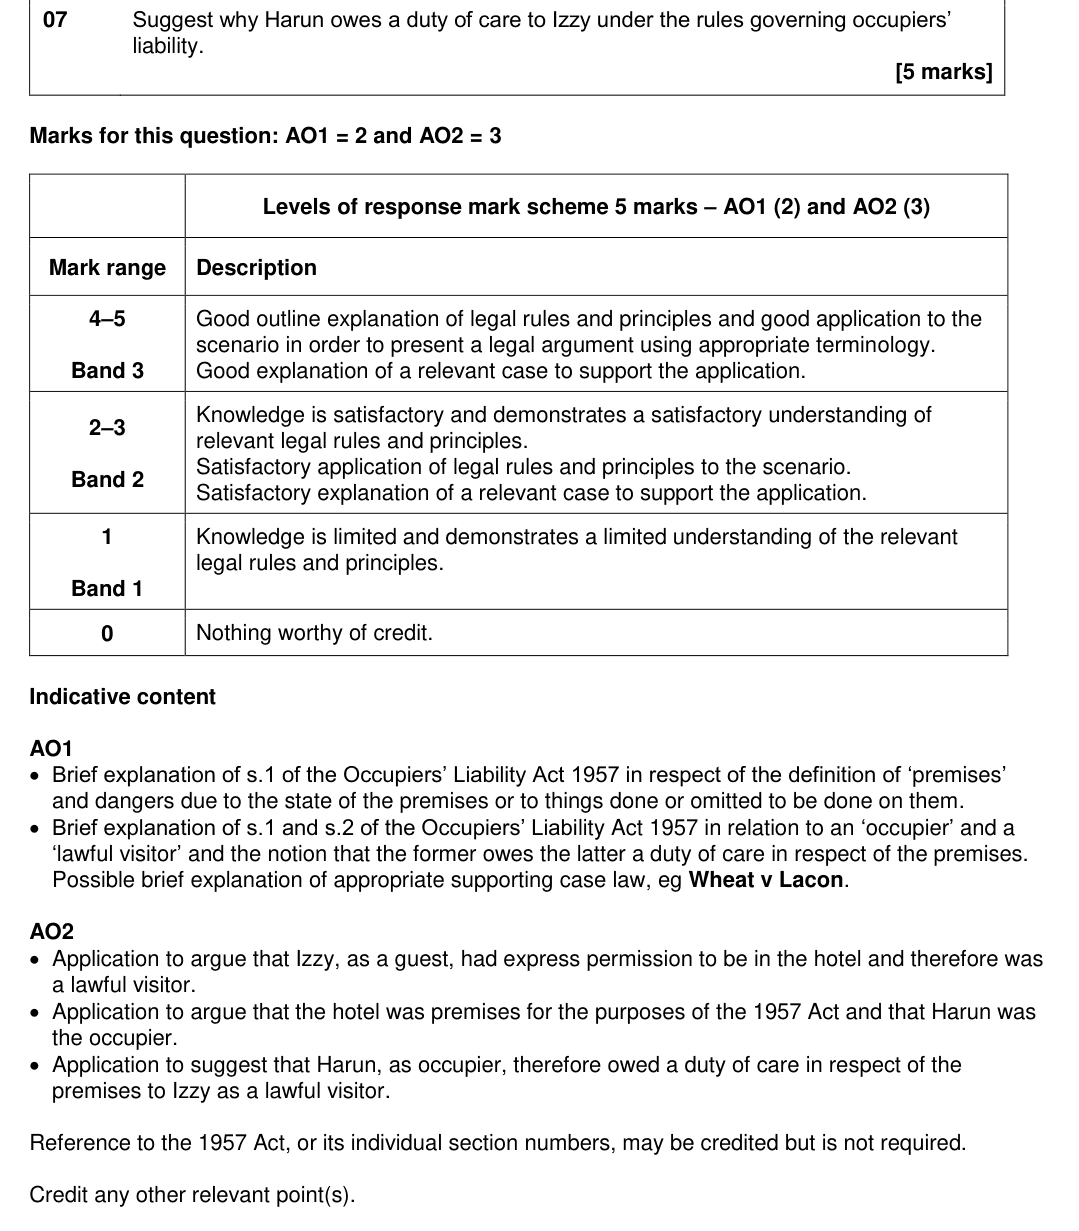 07 Suggest why Harun owes a duty of care to Izzy under the rules governing occupiers’
liability.
[5 marks]
Marks for this question: AO1 = 2 and AO2 = 3
Levels of response mark scheme 5 marks – AO1 (2) and AO2 (3)
Mark range Description
4–5
Band 3
Good outline explanation of legal rules and principles and good application to the
scenario in order to present a legal argument using appropriate terminology.
Good explanation of a relevant case to support the application.
2–3
Band 2
Knowledge is satisfactory and demonstrates a satisfactory understanding of
relevant legal rules and principles.
Satisfactory application of legal rules and principles to the scenario.
Satisfactory explanation of a relevant case to support the application.
1
Band 1
Knowledge is limited and demonstrates a limited understanding of the relevant
legal rules and principles.
0 Nothing worthy of credit.
Indicative content
AO1
• Brief explanation of s.1 of the Occupiers’ Liability Act 1957 in respect of the definition of ‘premises’
and dangers due to the state of the premises or to things done or omitted to be done on them.
• Brief explanation of s.1 and s.2 of the Occupiers’ Liability Act 1957 in relation to an ‘occupier’ and a
‘lawful visitor’ and the notion that the former owes the latter a duty of care in respect of the premises.
Possible brief explanation of appropriate supporting case law, eg Wheat v Lacon.
AO2
• Application to argue that Izzy, as a guest, had express permission to be in the hotel and therefore was
a lawful visitor.
• Application to argue that the hotel was premises for the purposes of the 1957 Act and that Harun was
the occupier.
• Application to suggest that Harun, as occupier, therefore owed a duty of care in respect of the
premises to Izzy as a lawful visitor.
Reference to the 1957 Act, or its individual section numbers, may be credited but is not required.
Credit any other relevant point(s).